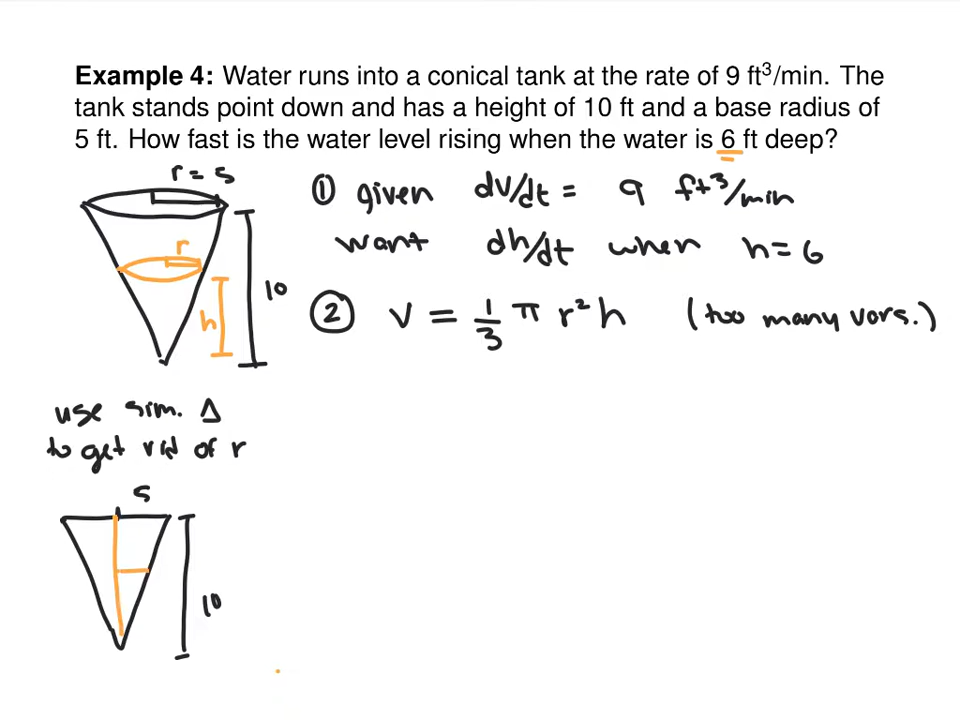 Example 4: Water runs into a conical tank at the rate of 9 ft³/min. The
tank stands point down and has a height of 10 ft and a base radius of
5 ft. How fast is the water level rising when the water is 6 ft deep?
r = 5
① given dv/dt = 9 ft³/min
want dh/dt when h = 6
r
h
10
② V = 1/3 π r² h (too many vars.)
use sim. Δ
to get rid of r
5
10